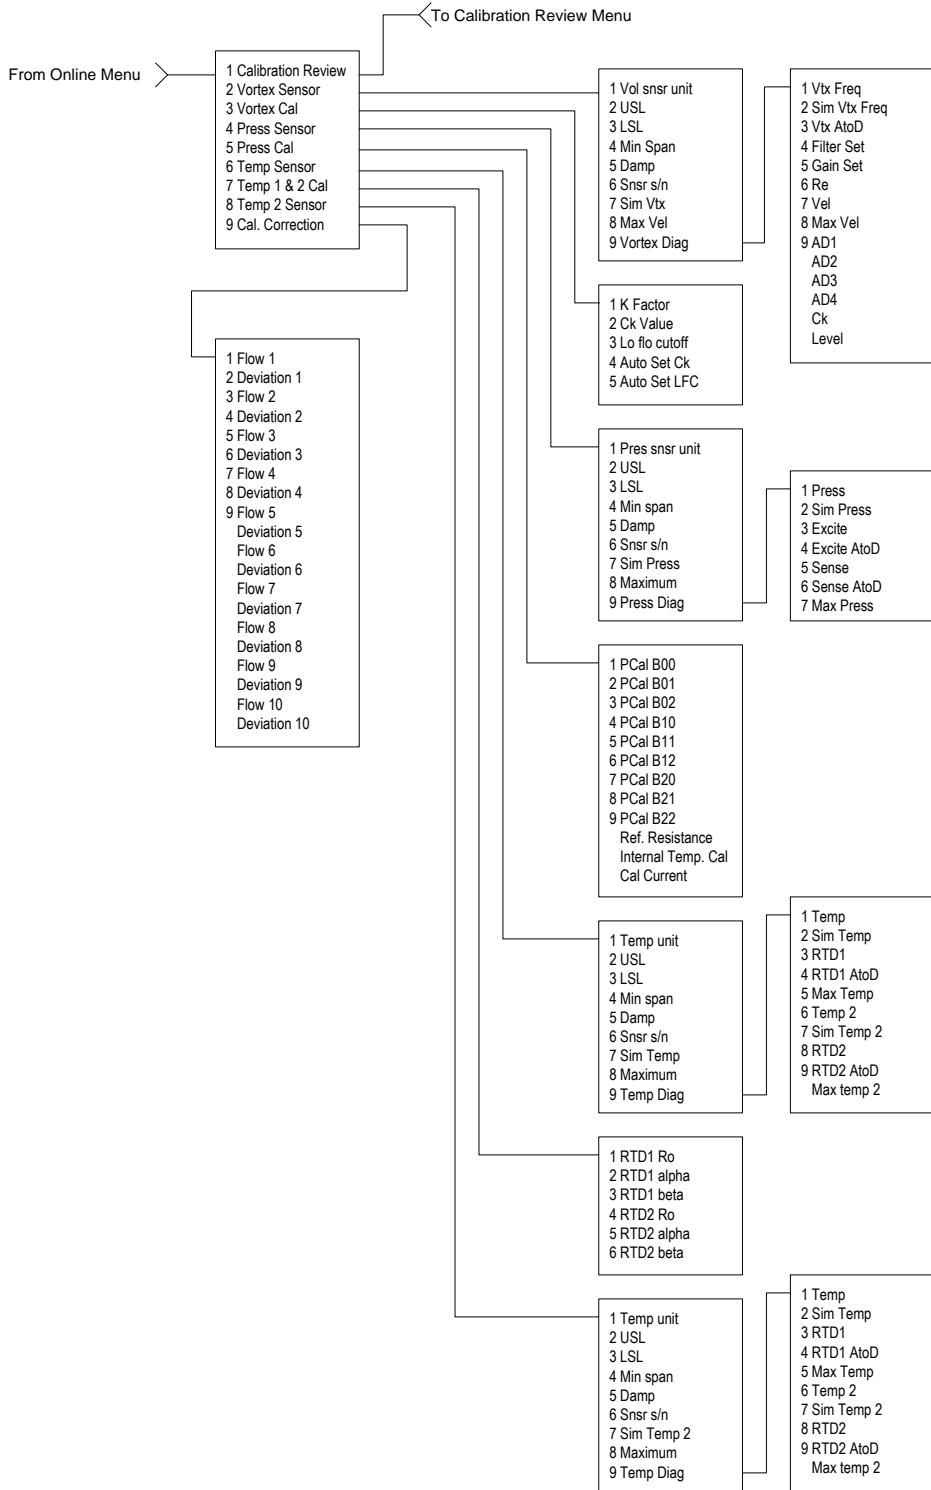 To Calibration Review Menu
From Online Menu
1 Calibration Review
2 Vortex Sensor
3 Vortex Cal
4 Press Sensor
5 Press Cal
6 Temp Sensor
7 Temp 1 & 2 Cal
8 Temp 2 Sensor
9 Cal. Correction
1 Flow 1
2 Deviation 1
3 Flow 2
4 Deviation 2
5 Flow 3
6 Deviation 3
7 Flow 4
8 Deviation 4
9 Flow 5
Deviation 5
Flow 6
Deviation 6
Flow 7
Deviation 7
Flow 8
Deviation 8
Flow 9
Deviation 9
Flow 10
Deviation 10
1 Vol snsr unit
2 USL
3 LSL
4 Min Span
5 Damp
6 Snsr s/n
7 Sim Vtx
8 Max Vel
9 Vortex Diag
1 Vtx Freq
2 Sim Vtx Freq
3 Vtx AtoD
4 Filter Set
5 Gain Set
6 Re
7 Vel
8 Max Vel
9 AD1
AD2
AD3
AD4
Ck
Level
1 K Factor
2 Ck Value
3 Lo flo cutoff
4 Auto Set Ck
5 Auto Set LFC
1 Pres snsr unit
2 USL
3 LSL
4 Min span
5 Damp
6 Snsr s/n
7 Sim Press
8 Maximum
9 Press Diag
1 Press
2 Sim Press
3 Excite
4 Excite AtoD
5 Sense
6 Sense AtoD
7 Max Press
1 PCal B00
2 PCal B01
3 PCal B02
4 PCal B10
5 PCal B11
6 PCal B12
7 PCal B20
8 PCal B21
9 PCal B22
Ref. Resistance
Internal Temp. Cal
Cal Current
1 Temp unit
2 USL
3 LSL
4 Min span
5 Damp
6 Snsr s/n
7 Sim Temp
8 Maximum
9 Temp Diag
1 Temp
2 Sim Temp
3 RTD1
4 RTD1 AtoD
5 Max Temp
6 Temp 2
7 Sim Temp 2
8 RTD2
9 RTD2 AtoD
Max temp 2
1 RTD1 Ro
2 RTD1 alpha
3 RTD1 beta
4 RTD2 Ro
5 RTD2 alpha
6 RTD2 beta
1 Temp unit
2 USL
3 LSL
4 Min span
5 Damp
6 Snsr s/n
7 Sim Temp 2
8 Maximum
9 Temp Diag
1 Temp
2 Sim Temp
3 RTD1
4 RTD1 AtoD
5 Max Temp
6 Temp 2
7 Sim Temp 2
8 RTD2
9 RTD2 AtoD
Max temp 2